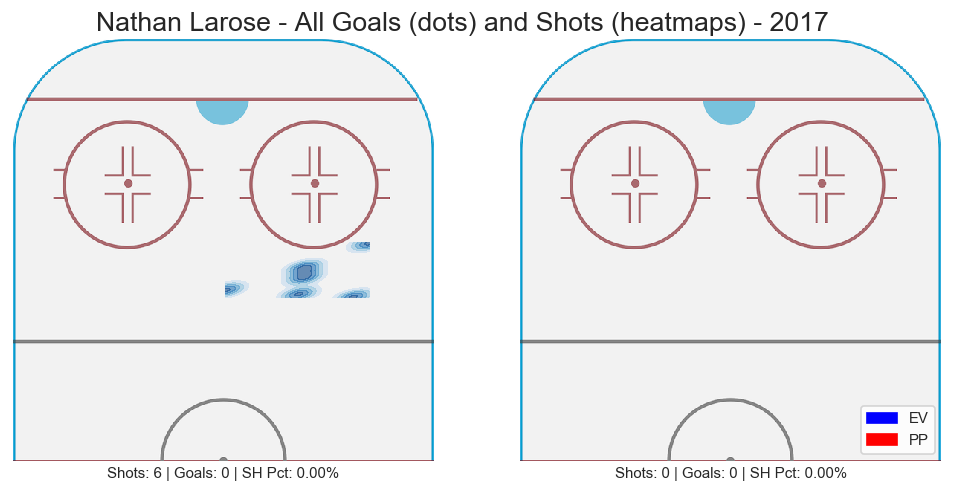 Nathan Larose - All Goals (dots) and Shots (heatmaps) - 2017
EV
PP
Shots: 6 | Goals: 0 | SH Pct: 0.00%
Shots: 0 | Goals: 0 | SH Pct: 0.00%